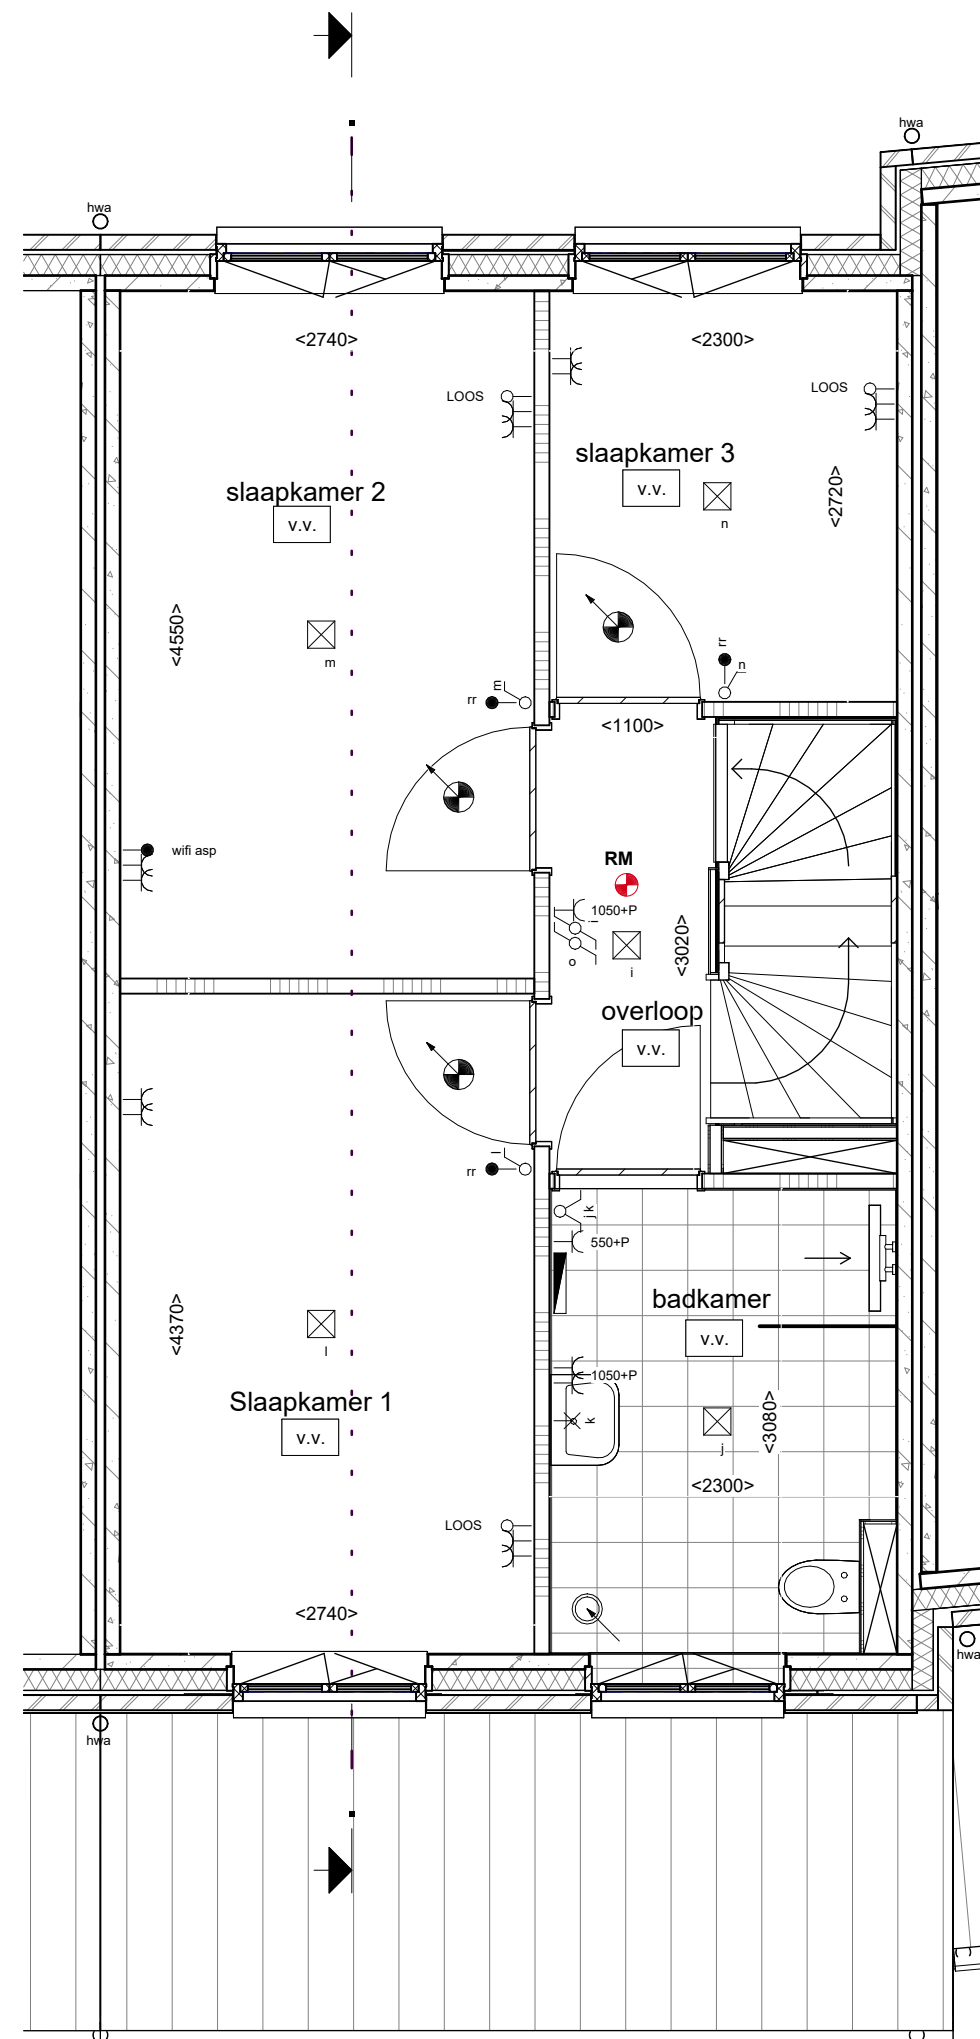 hwa
hwa
<2740>
<2300>
LOOS
LOOS
slaapkamer 3
v.v.
n
<2720>
slaapkamer 2
v.v.
<4550>
m
rr
m
rr
n
<1100>
wifi asp
RM
1050+P
i
o
i
<3020>
overloop
v.v.
rr
l
j k
550+P
badkamer
v.v.
<4370>
l
Slaapkamer 1
v.v.
1050+P
k
j
<3080>
<2300>
LOOS
<2740>
hwa
hwa